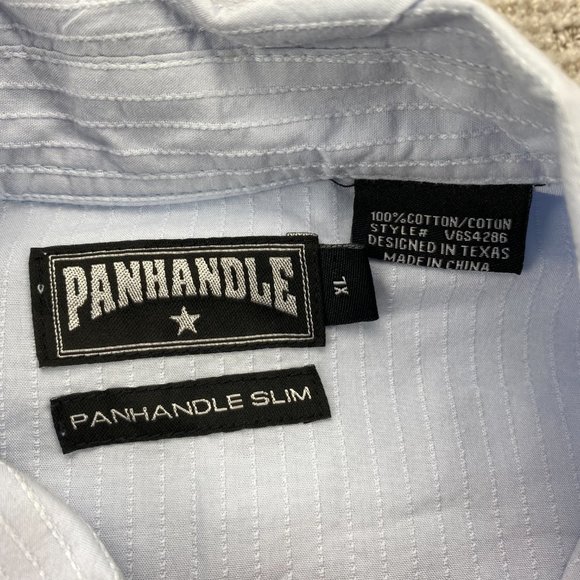 100% COTTON/COTON
STYLE# V6S4286
DESIGNED IN TEXAS
MADE IN CHINA
PANHANDLE
XL
PANHANDLE SLIM